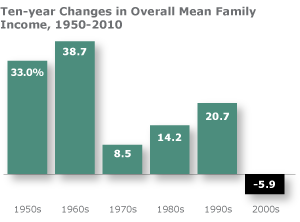 Ten-year Changes in Overall Mean Family
Income, 1950-2010
33.0%
38.7
8.5
14.2
20.7
-5.9
1950s 1960s 1970s 1980s 1990s 2000s